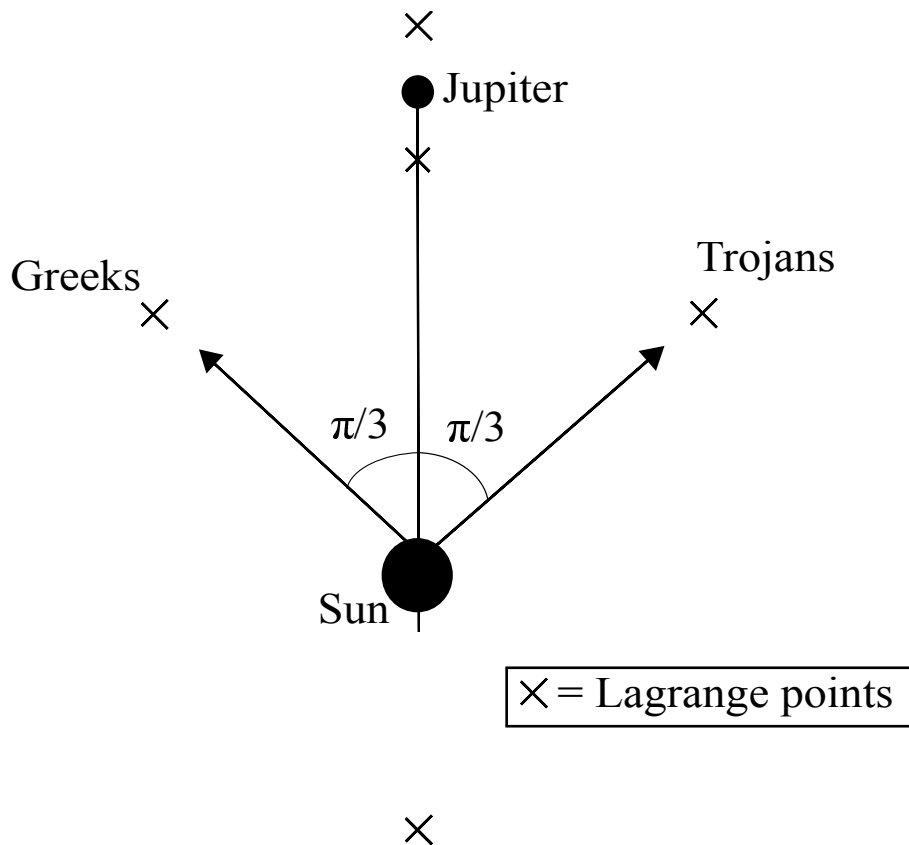 Jupiter
Greeks
Trojans
π/3
π/3
Sun
× = Lagrange points